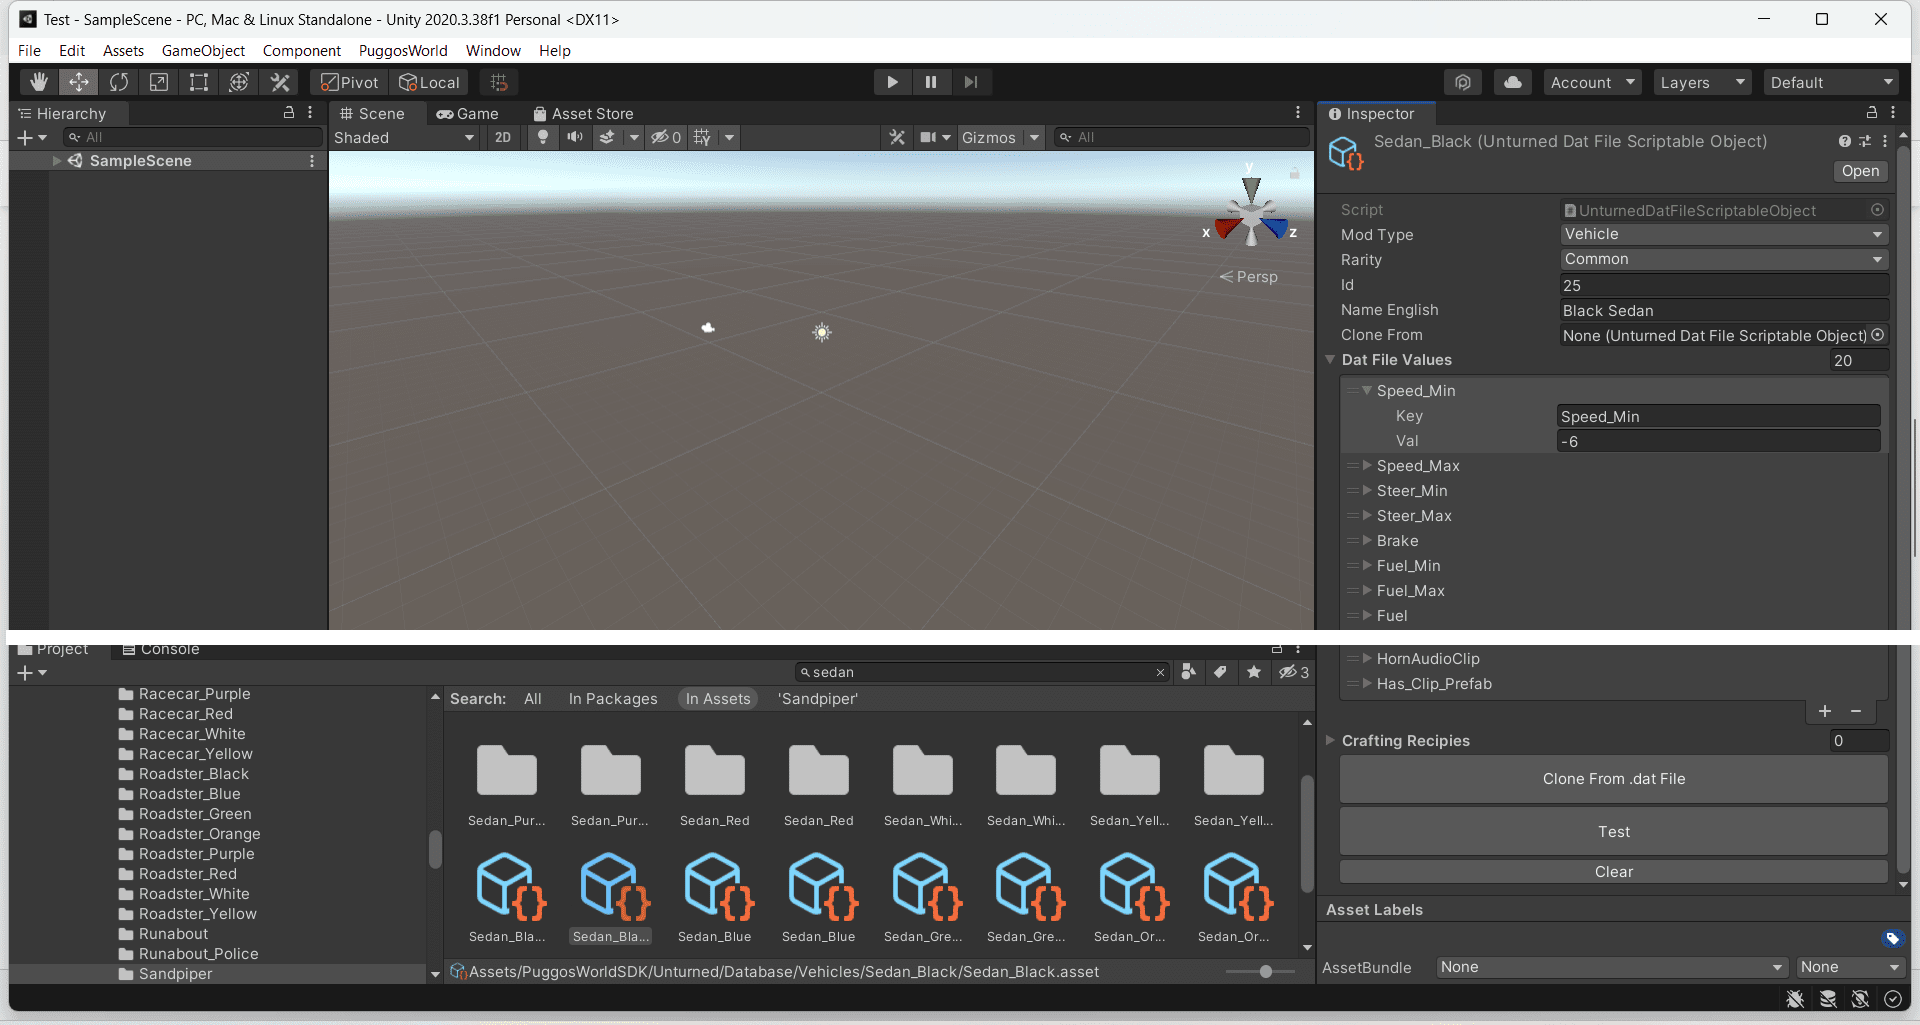 Test - SampleScene - PC, Mac & Linux Standalone - Unity 2020.3.38f1 Personal <DX11>
File Edit Assets GameObject Component PuggosWorld Window Help
Pivot Local Account Layers Default
Hierarchy
All
SampleScene
Scene Game Asset Store
Shaded 2D 0 Gizmos All
y
x z
Persp
Inspector
Sedan_Black (Unturned Dat File Scriptable Object)
Open
Script UnturnedDatFileScriptableObject
Mod Type Vehicle
Rarity Common
Id 25
Name English Black Sedan
Clone From None (Unturned Dat File Scriptable Object)
Dat File Values 20
Speed_Min
Key Speed_Min
Val -6
Speed_Max
Steer_Min
Steer_Max
Brake
Fuel_Min
Fuel_Max
Fuel
HornAudioClip
Has_Clip_Prefab
Crafting Recipies 0
Clone From .dat File
Test
Clear
Asset Labels
AssetBundle None None
Project Console
sedan 3
Racecar_Purple
Racecar_Red
Racecar_White
Racecar_Yellow
Roadster_Black
Roadster_Blue
Roadster_Green
Roadster_Orange
Roadster_Purple
Roadster_Red
Roadster_White
Roadster_Yellow
Runabout
Runabout_Police
Sandpiper
Search: All In Packages In Assets 'Sandpiper'
Sedan_Pur... Sedan_Pur... Sedan_Red Sedan_Red Sedan_Whi... Sedan_Whi... Sedan_Yell... Sedan_Yell...
Sedan_Bla... Sedan_Bla... Sedan_Blue Sedan_Blue Sedan_Gre... Sedan_Gre... Sedan_Or... Sedan_Or...
Assets/PuggosWorldSDK/Unturned/Database/Vehicles/Sedan_Black/Sedan_Black.asset